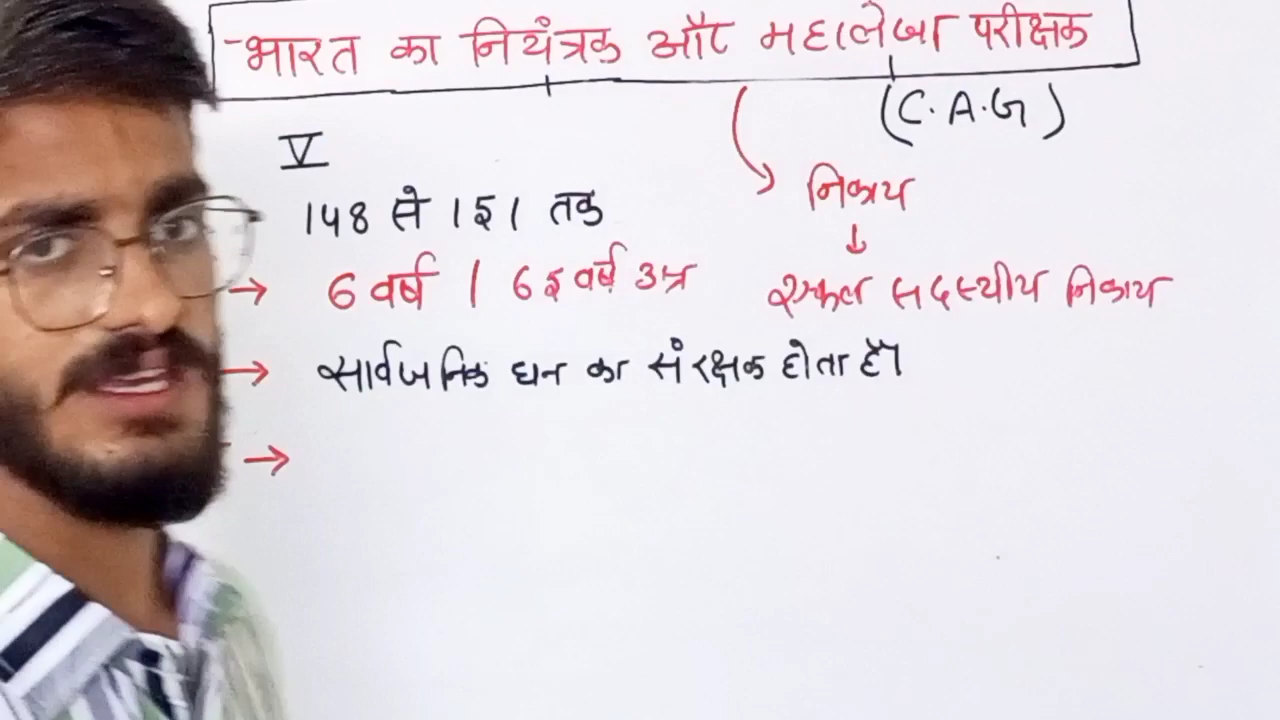 भारत का नियंत्रक और महालेखा परीक्षक
(C.A.G)
V
निकाय
148 से 151 तक
↓
→ 6 वर्ष / 65 वर्ष उम्र
एकल सदस्यीय निकाय
→ सार्वजनिक धन का संरक्षक होता है।
→